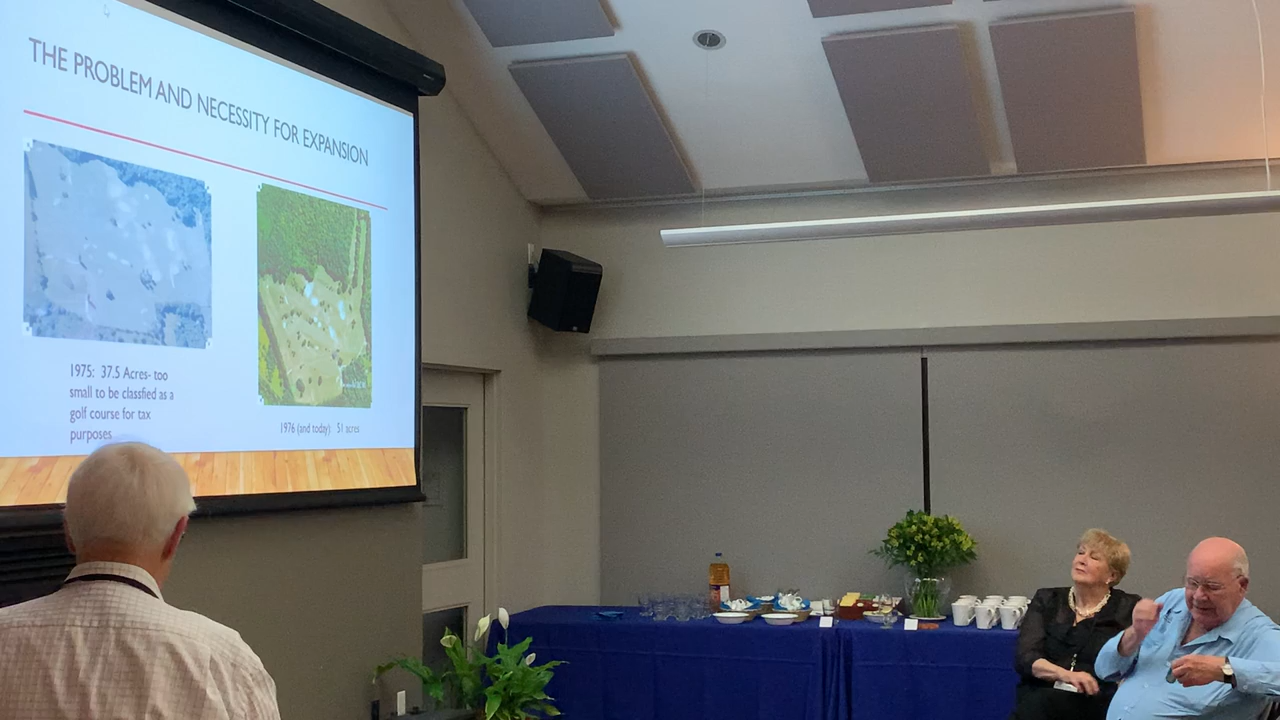 THE PROBLEM AND NECESSITY FOR EXPANSION
1975: 37.5 Acres- too
small to be classfied as a
golf course for tax
purposes
1976 (and today): 51 acres